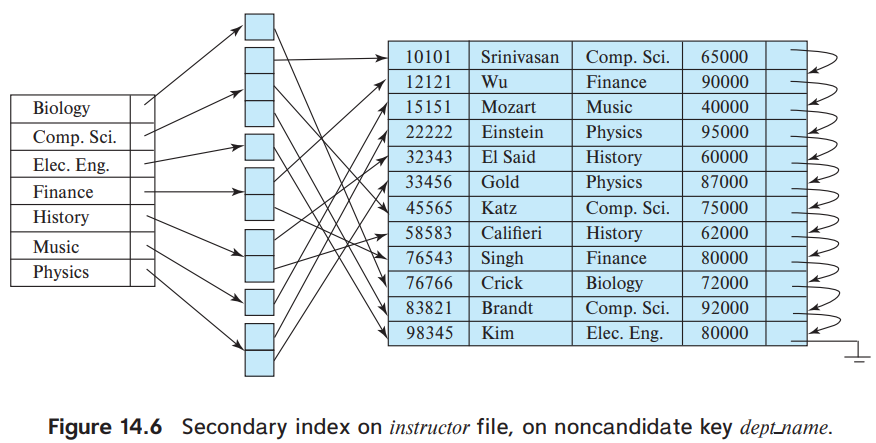 Biology
Comp. Sci.
Elec. Eng.
Finance
History
Music
Physics
10101 Srinivasan Comp. Sci. 65000
12121 Wu Finance 90000
15151 Mozart Music 40000
22222 Einstein Physics 95000
32343 El Said History 60000
33456 Gold Physics 87000
45565 Katz Comp. Sci. 75000
58583 Califieri History 62000
76543 Singh Finance 80000
76766 Crick Biology 72000
83821 Brandt Comp. Sci. 92000
98345 Kim Elec. Eng. 80000
Figure 14.6 Secondary index on instructor file, on noncandidate key dept_name.